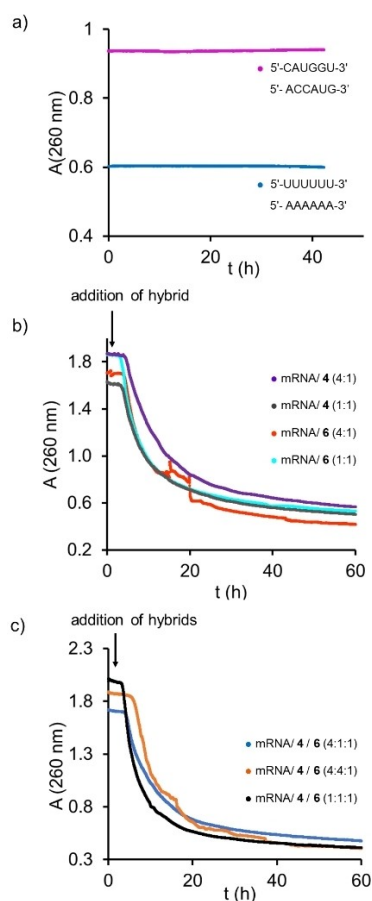 a)
1
0.8
0.6
0.4
A(260 nm)
5'-CAUGGU-3'
5'- ACCAUG-3'
5'-UUUUUU-3'
5'- AAAAAA-3'
0 20 40
t (h)
addition of hybrid
b)
1.8
1.4
1.0
0.6
0.2
A (260 nm)
mRNA/ 4 (4:1)
mRNA/ 4 (1:1)
mRNA/ 6 (4:1)
mRNA/ 6 (1:1)
0 20 40 60
t (h)
addition of hybrids
c)
2.3
1.8
1.3
0.8
0.3
A (260 nm)
mRNA/ 4 / 6 (4:1:1)
mRNA/ 4 / 6 (4:4:1)
mRNA/ 4 / 6 (1:1:1)
0 20 40 60
t (h)